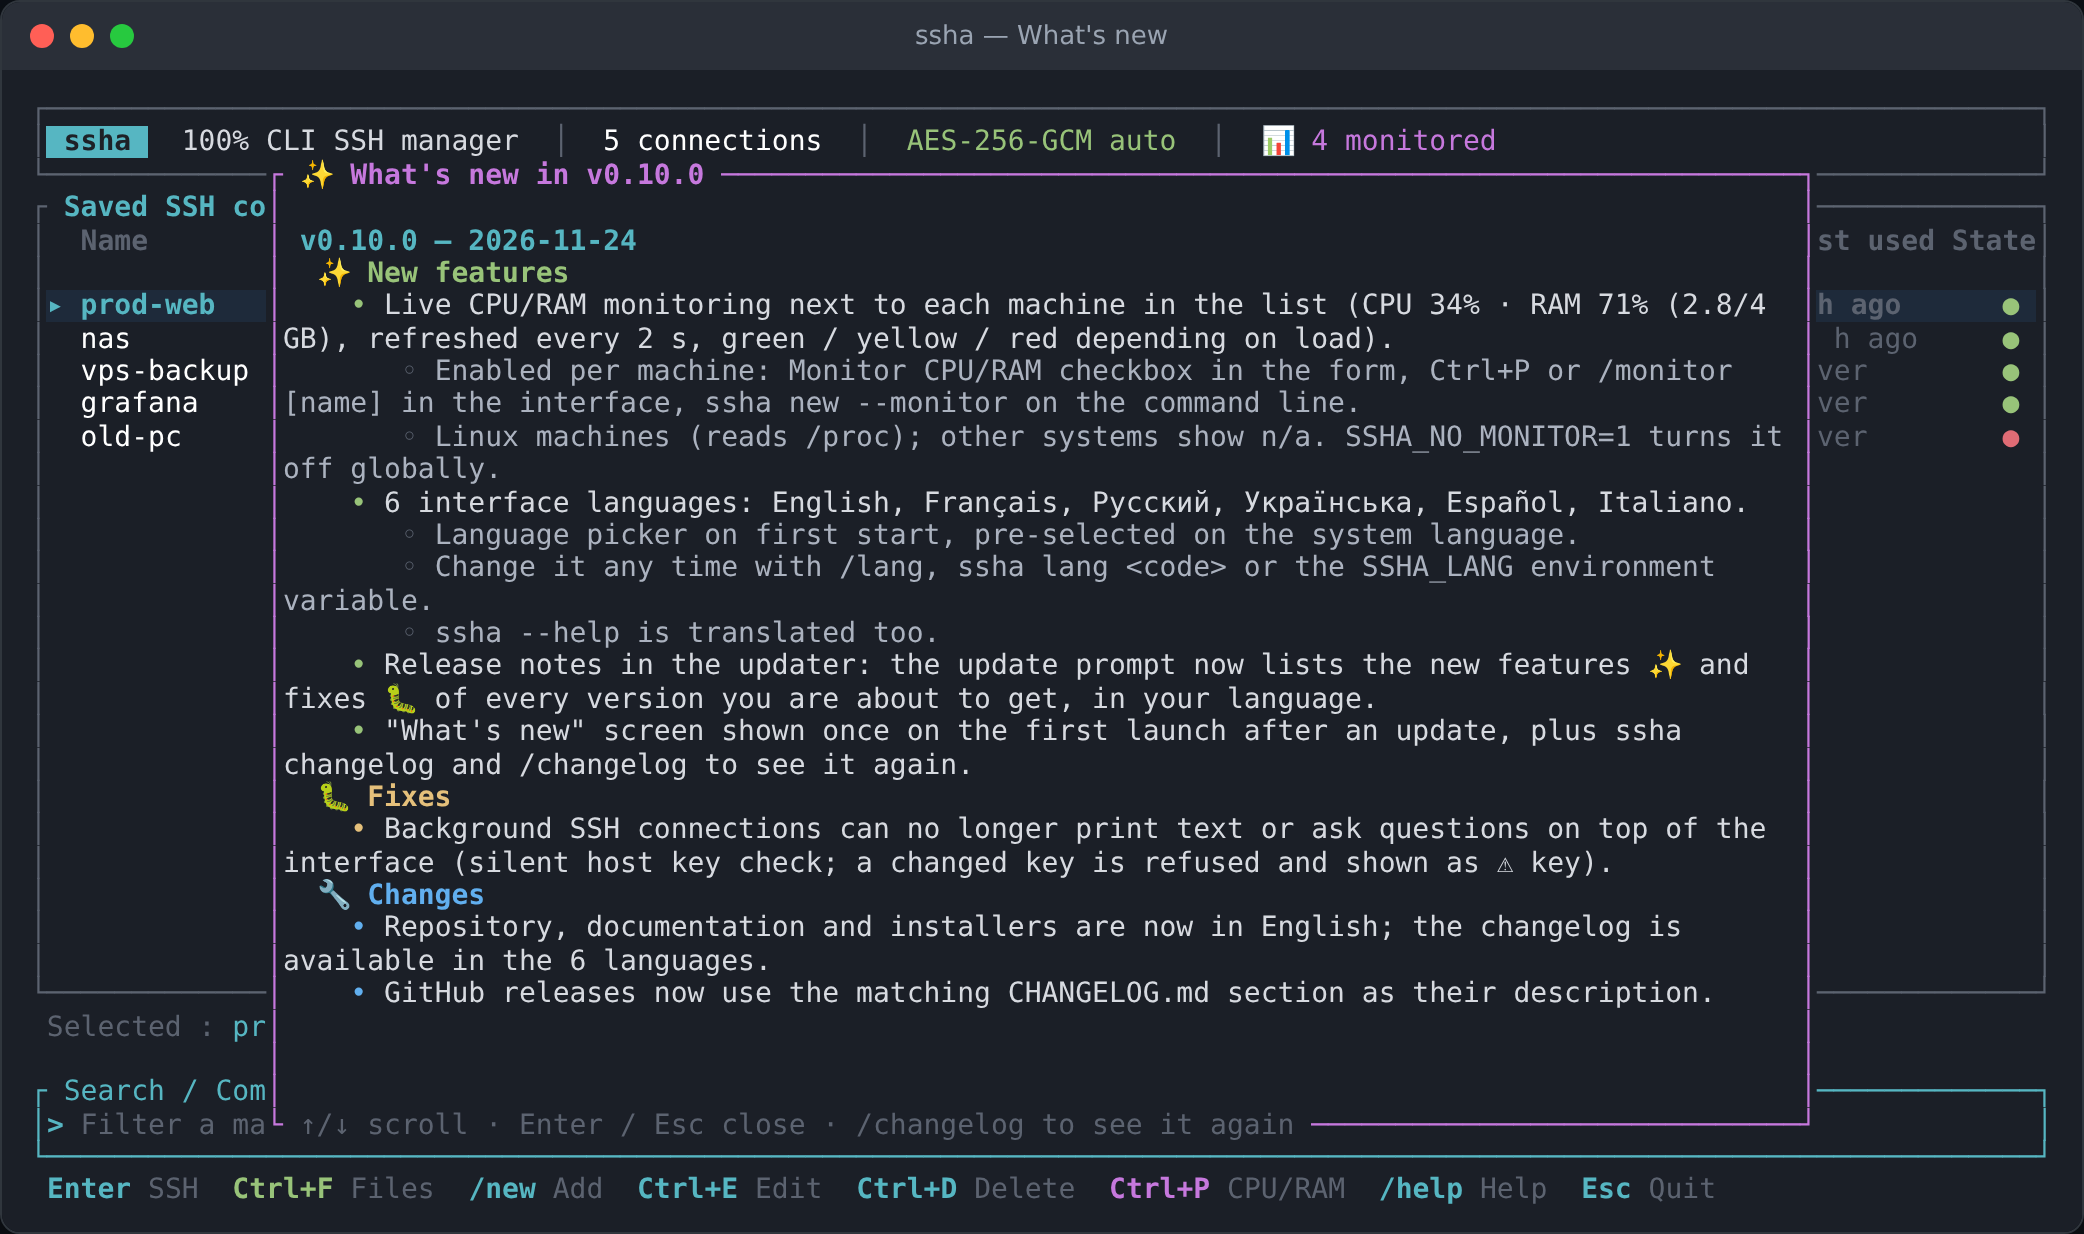 ssha — What's new
ssha 100% CLI SSH manager │ 5 connections │ AES-256-GCM auto │ 📊 4 monitored
✨ What's new in v0.10.0
Saved SSH co
Name
st used State
▸ prod-web
h ago ●
nas
h ago ●
vps-backup
ver ●
grafana
ver ●
old-pc
ver ●
v0.10.0 — 2026-11-24
✨ New features
• Live CPU/RAM monitoring next to each machine in the list (CPU 34% · RAM 71% (2.8/4
GB), refreshed every 2 s, green / yellow / red depending on load).
◦ Enabled per machine: Monitor CPU/RAM checkbox in the form, Ctrl+P or /monitor
[name] in the interface, ssha new --monitor on the command line.
◦ Linux machines (reads /proc); other systems show n/a. SSHA_NO_MONITOR=1 turns it
off globally.
• 6 interface languages: English, Français, Русский, Українська, Español, Italiano.
◦ Language picker on first start, pre-selected on the system language.
◦ Change it any time with /lang, ssha lang <code> or the SSHA_LANG environment
variable.
◦ ssha --help is translated too.
• Release notes in the updater: the update prompt now lists the new features ✨ and
fixes 🐛 of every version you are about to get, in your language.
• "What's new" screen shown once on the first launch after an update, plus ssha
changelog and /changelog to see it again.
🐛 Fixes
• Background SSH connections can no longer print text or ask questions on top of the
interface (silent host key check; a changed key is refused and shown as ⚠ key).
🔧 Changes
• Repository, documentation and installers are now in English; the changelog is
available in the 6 languages.
• GitHub releases now use the matching CHANGELOG.md section as their description.
Selected : pr
Search / Com
> Filter a ma
↑/↓ scroll · Enter / Esc close · /changelog to see it again
Enter SSH Ctrl+F Files /new Add Ctrl+E Edit Ctrl+D Delete Ctrl+P CPU/RAM /help Help Esc Quit